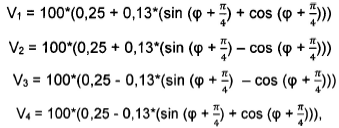 V₁ = 100*(0,25 + 0,13*(sin (φ + π/4) + cos (φ + π/4)))
V₂ = 100*(0,25 + 0,13*(sin (φ + π/4) – cos (φ + π/4)))
V₃ = 100*(0,25 - 0,13*(sin (φ + π/4) – cos (φ + π/4)))
V₄ = 100*(0,25 - 0,13*(sin (φ + π/4) + cos (φ + π/4))),